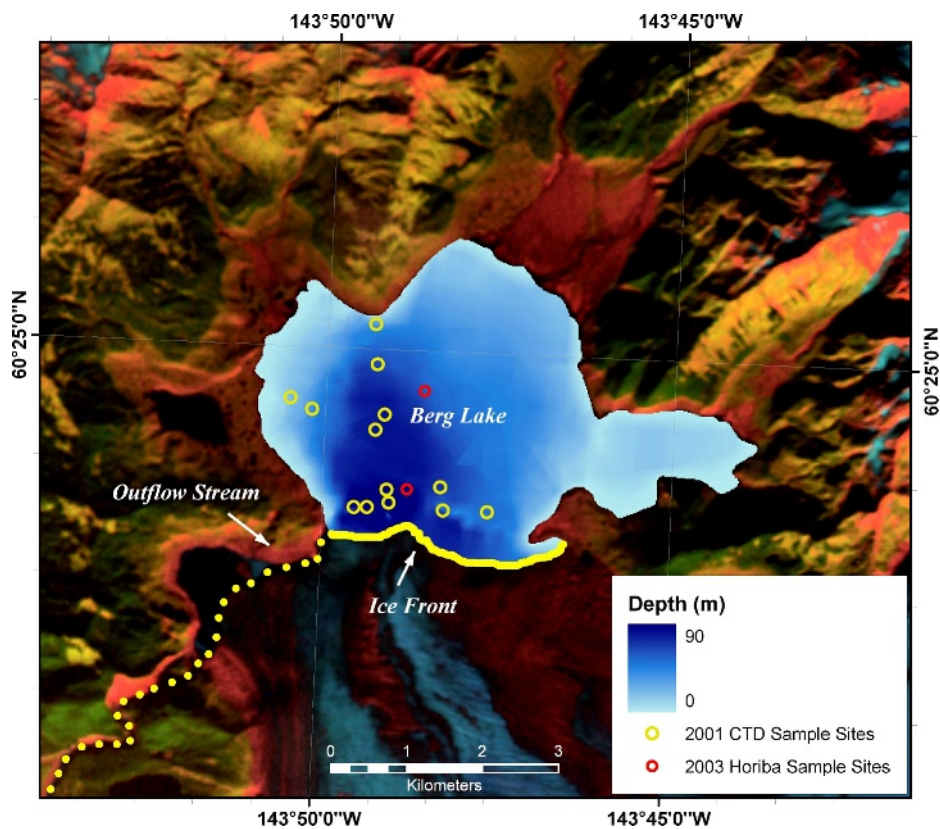 143°50'0"W 143°45'0"W
60°25'0"N
60°25'0"N
Berg Lake
Outflow Stream
Ice Front
Depth (m)
90
0
2001 CTD Sample Sites
2003 Horiba Sample Sites
0 1 2 3
Kilometers
143°50'0"W 143°45'0"W